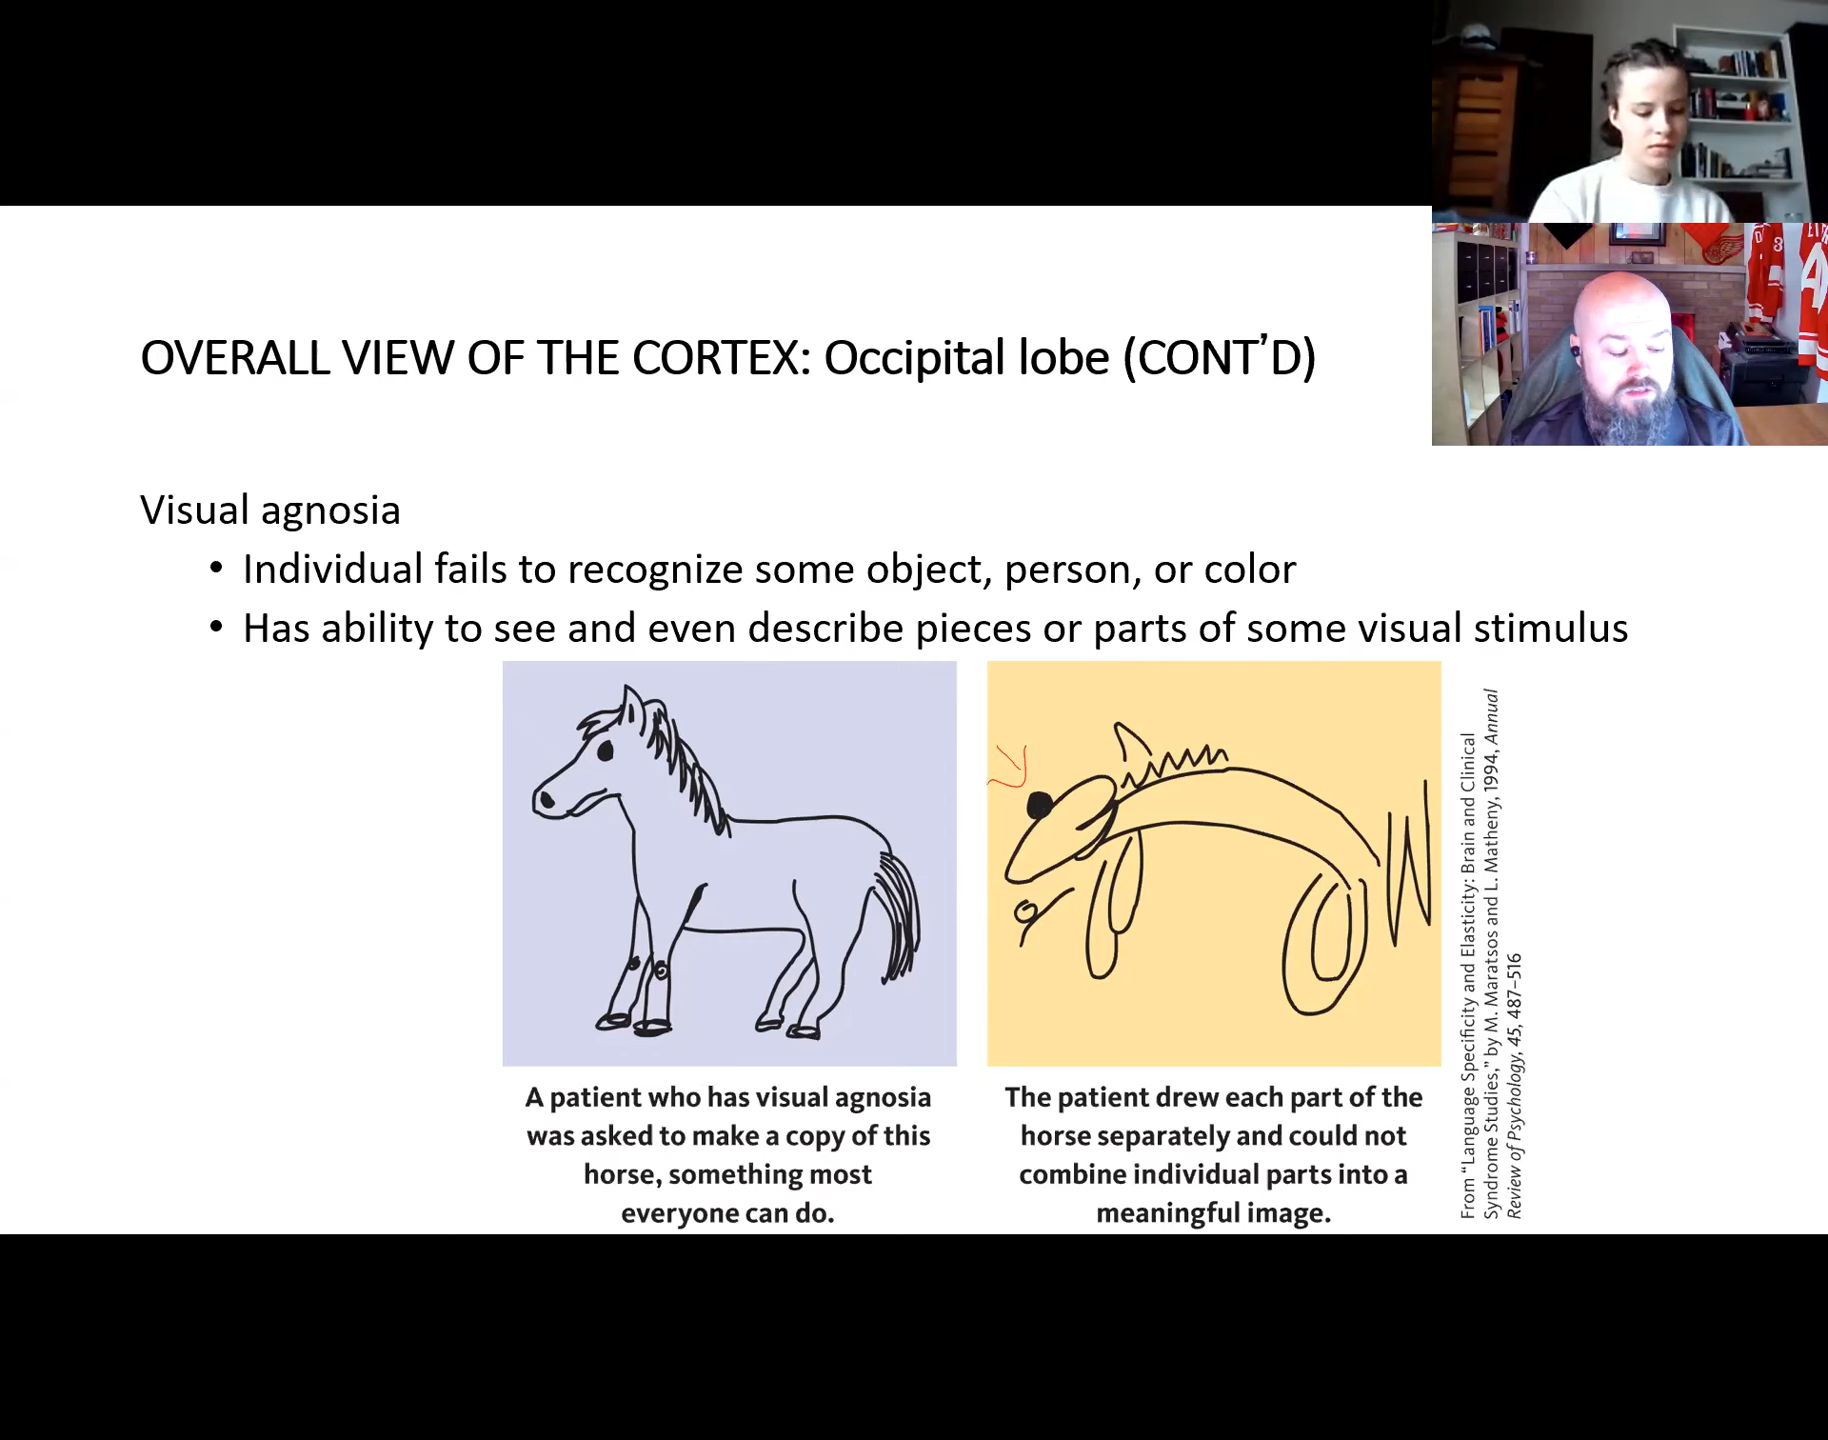 OVERALL VIEW OF THE CORTEX: Occipital lobe (CONT’D)
Visual agnosia
• Individual fails to recognize some object, person, or color
• Has ability to see and even describe pieces or parts of some visual stimulus
A patient who has visual agnosia
was asked to make a copy of this
horse, something most
everyone can do.
The patient drew each part of the
horse separately and could not
combine individual parts into a
meaningful image.
From “Language Specificity and Elasticity: Brain and Clinical
Syndrome Studies,” by M. Maratsos and L. Matheny, 1994, Annual
Review of Psychology, 45, 487–516